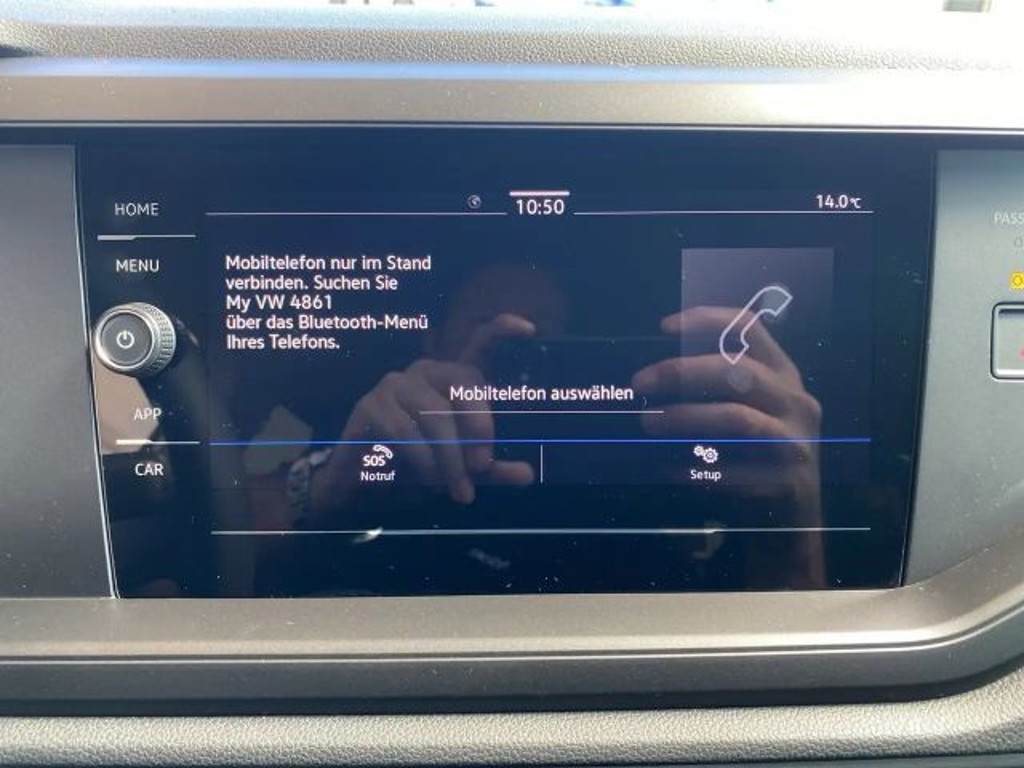 HOME
10:50
14.0°C
MENU
Mobiltelefon nur im Stand
verbinden. Suchen Sie
My VW 4861
über das Bluetooth-Menü
Ihres Telefons.
Mobiltelefon auswählen
APP
CAR
SOS
Notruf
Setup
PASS